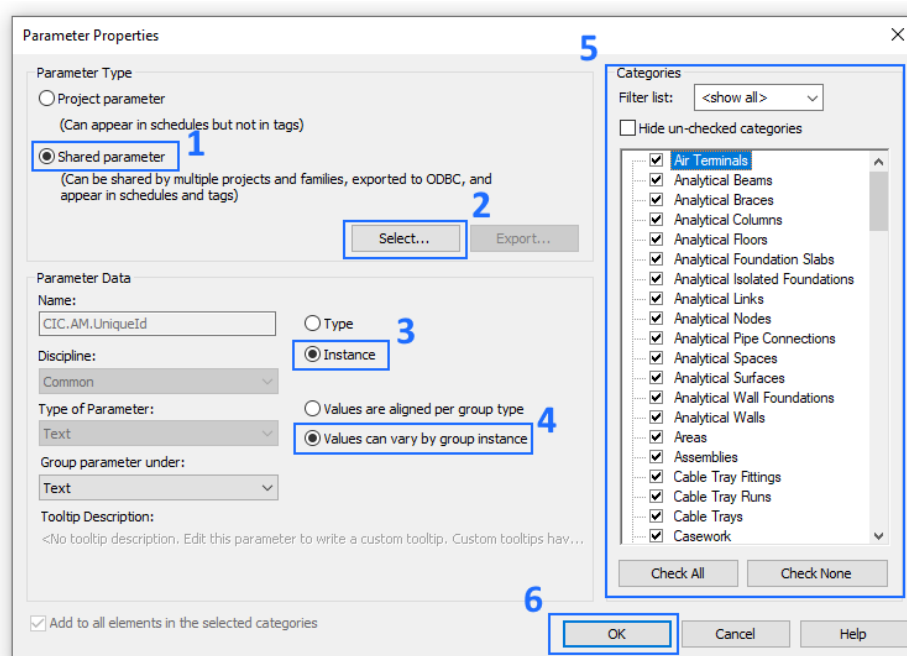 Parameter Properties
Parameter Type
Project parameter
(Can appear in schedules but not in tags)
1
Shared parameter
(Can be shared by multiple projects and families, exported to ODBC, and
appear in schedules and tags)
2
Select...
Export...
Parameter Data
Name:
CIC.AM.UniqueId
Type
3
Instance
Discipline:
Common
Type of Parameter:
Text
Values are aligned per group type
4
Values can vary by group instance
Group parameter under:
Text
Tooltip Description:
<No tooltip description. Edit this parameter to write a custom tooltip. Custom tooltips hav...
Add to all elements in the selected categories
5
Categories
Filter list:
<show all>
Hide un-checked categories
Air Terminals
Analytical Beams
Analytical Braces
Analytical Columns
Analytical Floors
Analytical Foundation Slabs
Analytical Isolated Foundations
Analytical Links
Analytical Nodes
Analytical Pipe Connections
Analytical Spaces
Analytical Surfaces
Analytical Wall Foundations
Analytical Walls
Areas
Assemblies
Cable Tray Fittings
Cable Tray Runs
Cable Trays
Casework
Check All
Check None
6
OK
Cancel
Help